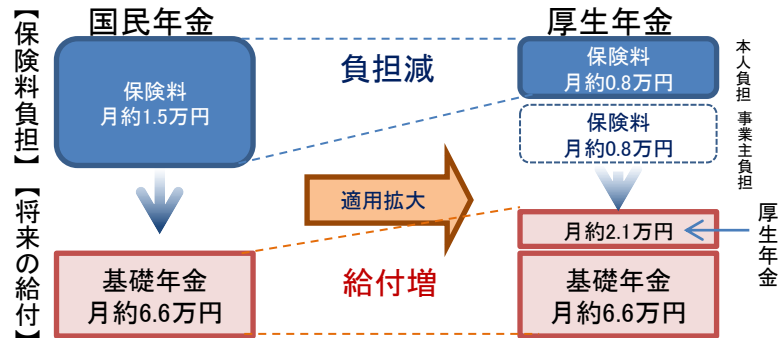 【保険料負担】
国民年金
保険料
月約1.5万円
負担減
厚生年金
保険料
月約0.8万円
本人負担
保険料
月約0.8万円
事業主負担
適用拡大
【将来の給付】
基礎年金
月約6.6万円
給付増
月約2.1万円
厚生年金
基礎年金
月約6.6万円